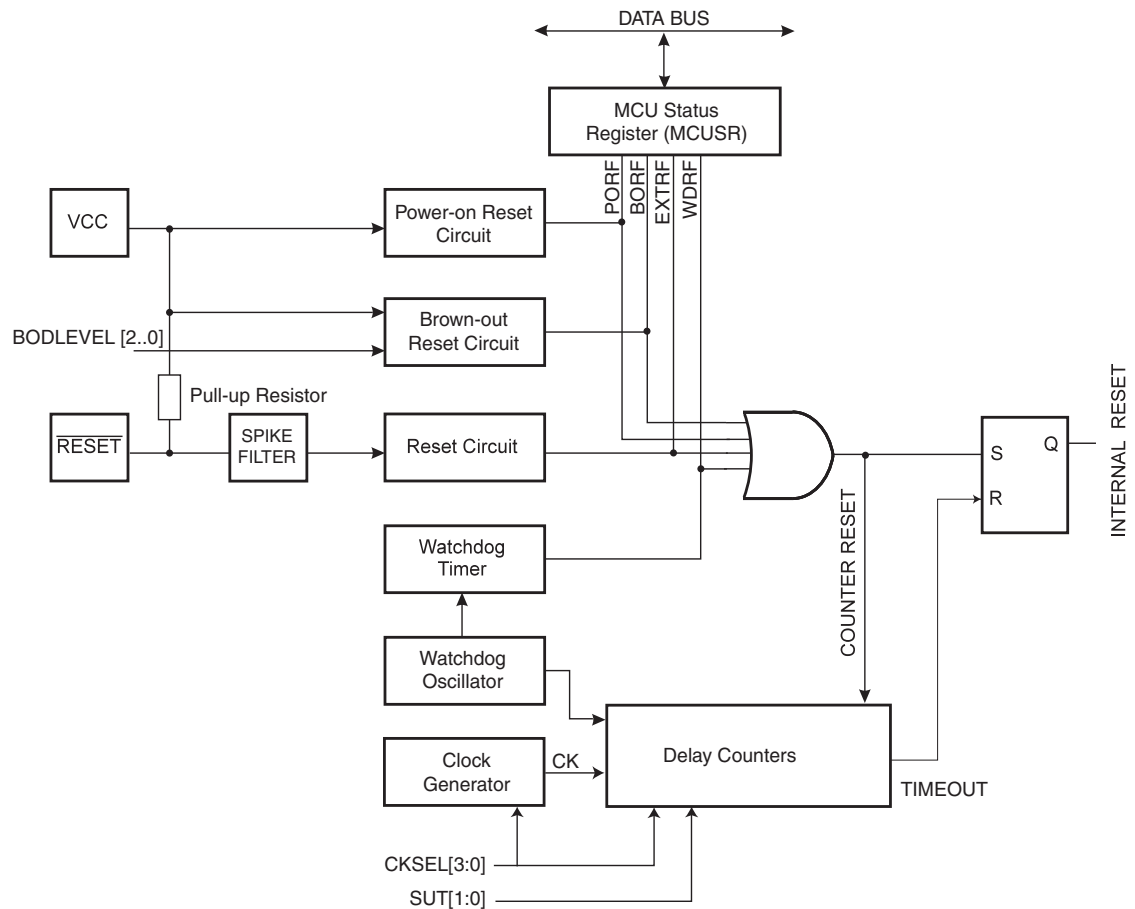 DATA BUS
MCU Status
Register (MCUSR)
PORF
BORF
EXTRF
WDRF
VCC
Power-on Reset
Circuit
BODLEVEL [2..0]
Brown-out
Reset Circuit
Pull-up Resistor
RESET
SPIKE
FILTER
Reset Circuit
S
Q
R
INTERNAL RESET
Watchdog
Timer
COUNTER RESET
Watchdog
Oscillator
Clock
Generator
CK
Delay Counters
TIMEOUT
CKSEL[3:0]
SUT[1:0]